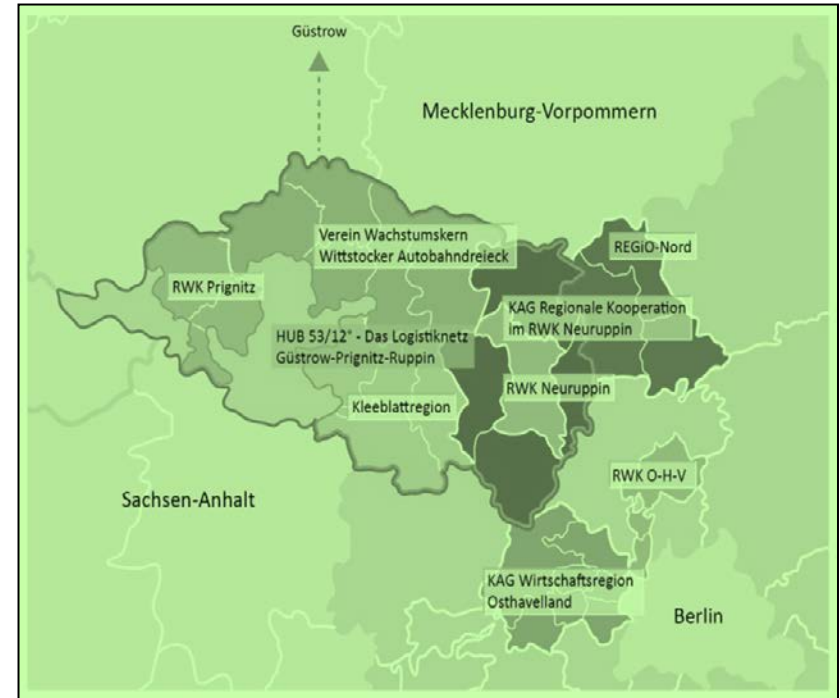 Güstrow
Mecklenburg-Vorpommern
Verein Wachstumskern
Wittstocker Autobahndreieck
REGiO-Nord
RWK Prignitz
KAG Regionale Kooperation
im RWK Neuruppin
HUB 53/12° - Das Logistiknetz
Güstrow-Prignitz-Ruppin
RWK Neuruppin
Kleeblattregion
RWK O-H-V
Sachsen-Anhalt
KAG Wirtschaftsregion
Osthavelland
Berlin